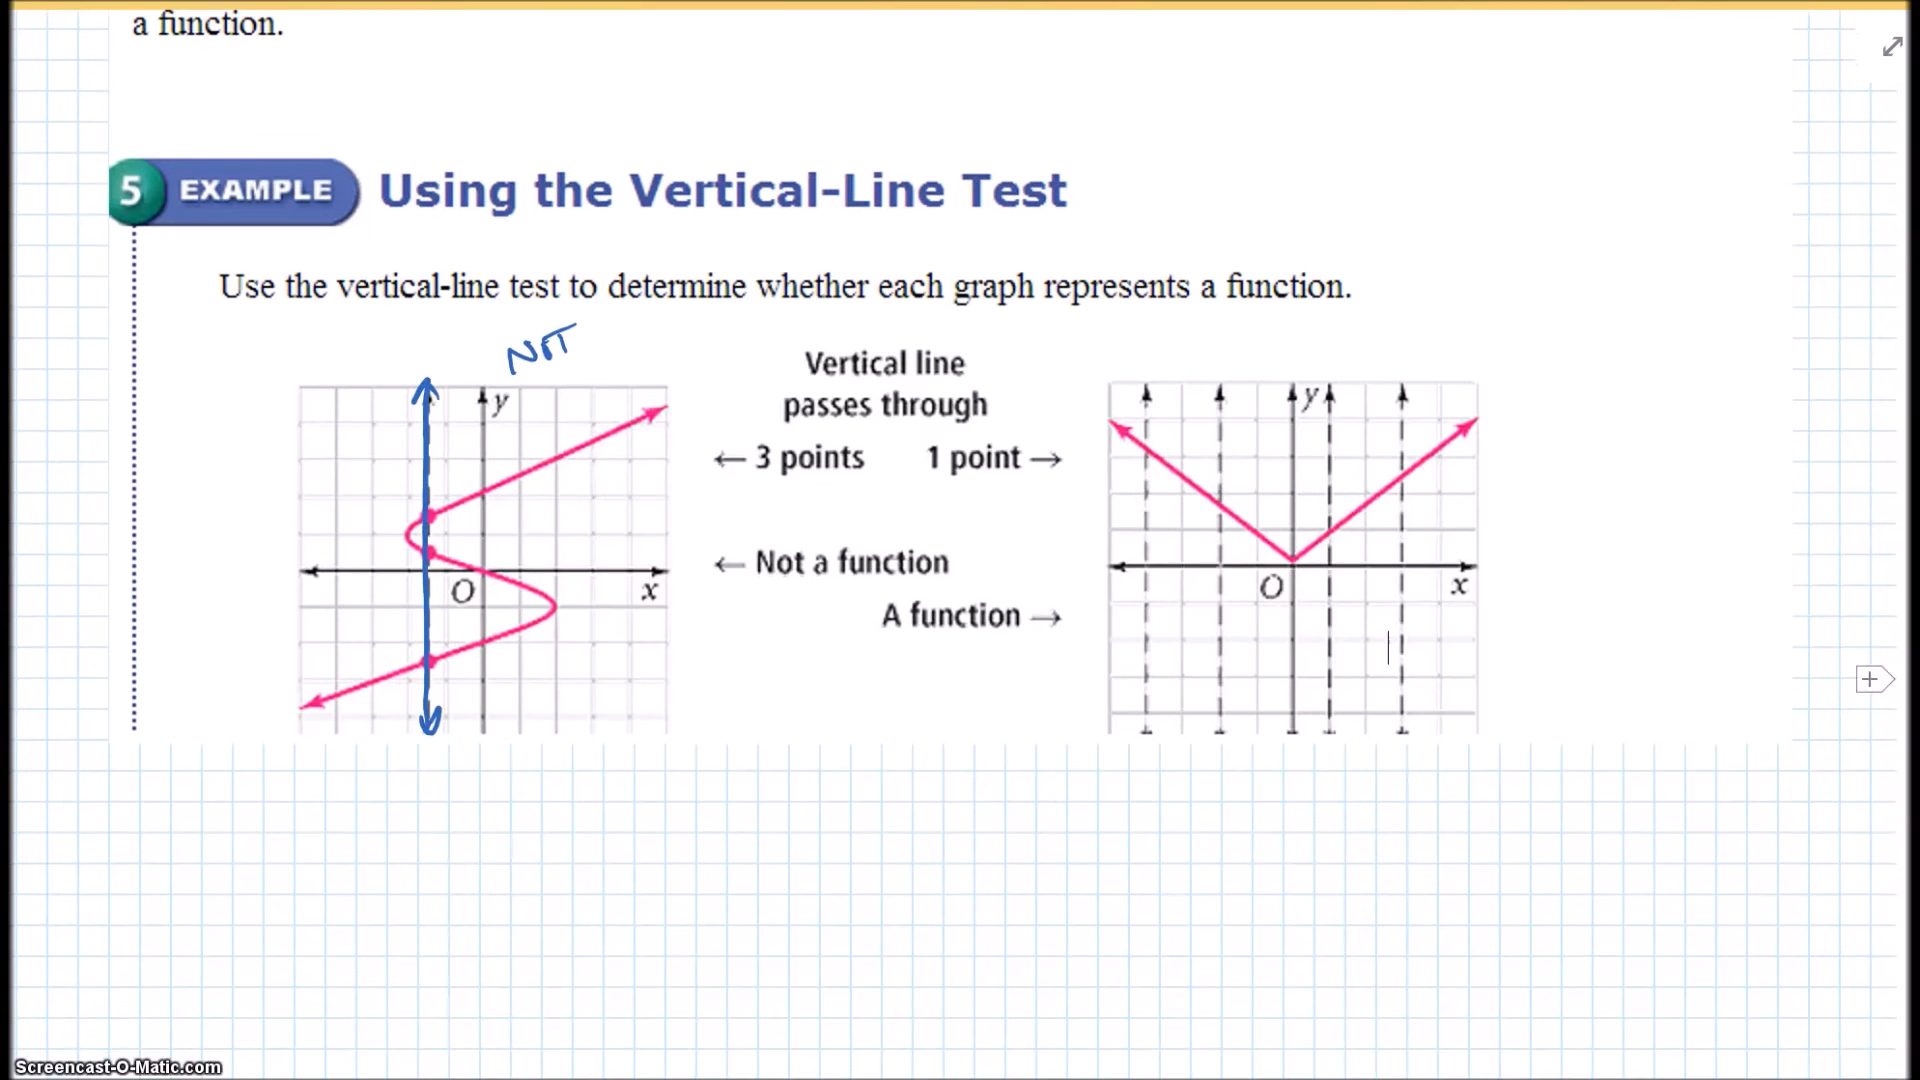 a function.
5 EXAMPLE Using the Vertical-Line Test
Use the vertical-line test to determine whether each graph represents a function.
NOT
Vertical line
passes through
← 3 points 1 point →
← Not a function
A function →
y
O
x
y
O
x
Screencast-O-Matic.com